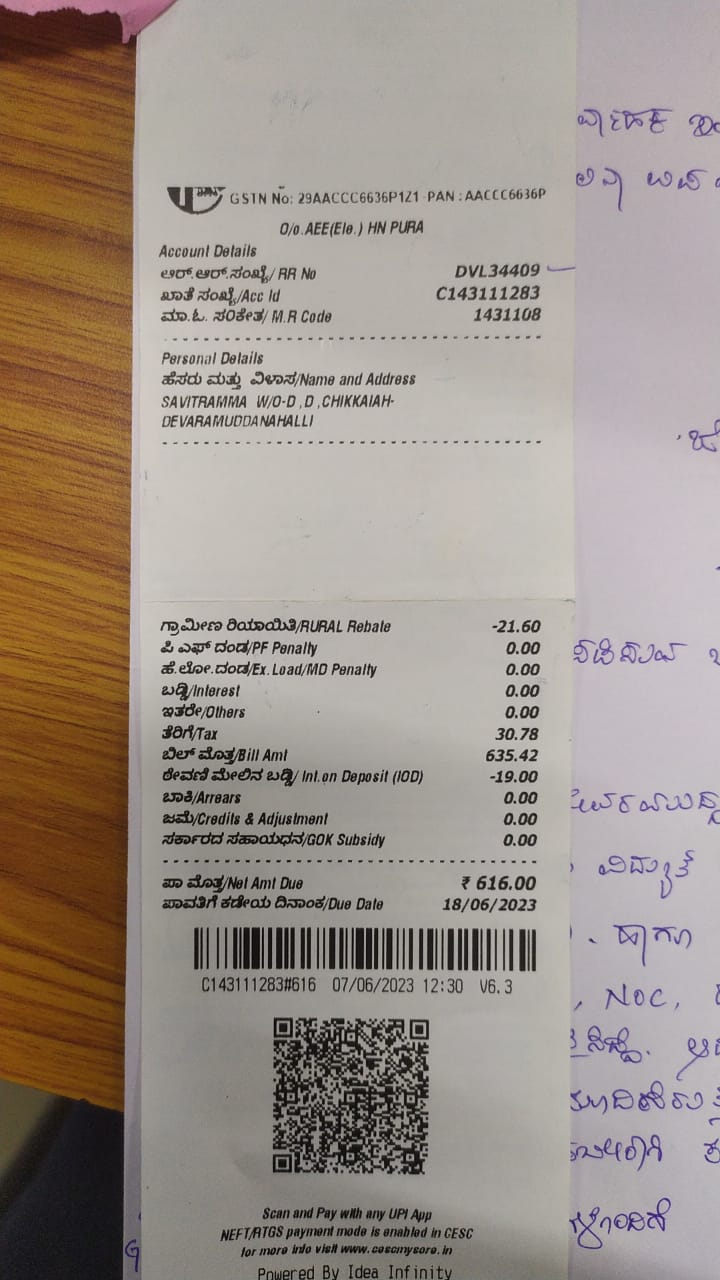 GSTN No: 29AACCC6636P1Z1 PAN : AACCC6636P
O/o.AEE(Ele.) HN PURA
Account Details
ಆರ್.ಆರ್.ಸಂಖ್ಯೆ/ RR No DVL34409
ಖಾತೆ ಸಂಖ್ಯೆ/Acc Id C143111283
ಮಾ.ಓ. ಸಂಕೇತ/ M.R Code 1431108
Personal Details
ಹೆಸರು ಮತ್ತು ವಿಳಾಸ/Name and Address
SAVITRAMMA W/O-D ,D ,CHIKKAIAH-
DEVARAMUDDANAHALLI
ಗ್ರಾಮೀಣ ರಿಯಾಯಿತಿ/RURAL Rebate -21.60
ಪಿ ಎಫ್ ದಂಡ/PF Penalty 0.00
ಹೆ.ಲೋ.ದಂಡ/Ex.Load/MD Penalty 0.00
ಬಡ್ಡಿ/Interest 0.00
ಇತರೇ/Others 0.00
ತೆರಿಗೆ/Tax 30.78
ಬಿಲ್ ಮೊತ್ತ/Bill Amt 635.42
ಠೇವಣಿ ಮೇಲಿನ ಬಡ್ಡಿ/ Int.on Deposit (IOD) -19.00
ಬಾಕಿ/Arrears 0.00
ಜಮೆ/Credits & Adjustment 0.00
ಸರ್ಕಾರದ ಸಹಾಯಧನ/GOK Subsidy 0.00
ಪಾ ಮೊತ್ತ/Net Amt Due ₹ 616.00
ಪಾವತಿಗೆ ಕಡೇಯ ದಿನಾಂಕ/Due Date 18/06/2023
C143111283#616 07/06/2023 12:30 V6.3
Scan and Pay with any UPI App
NEFT/RTGS payment mode is enabled in CESC
for more info visit www.cescmysore.in
Powered By Idea Infinity
ವಿದ್ಯುತ್
ಹಾಗೂ
, NOC,